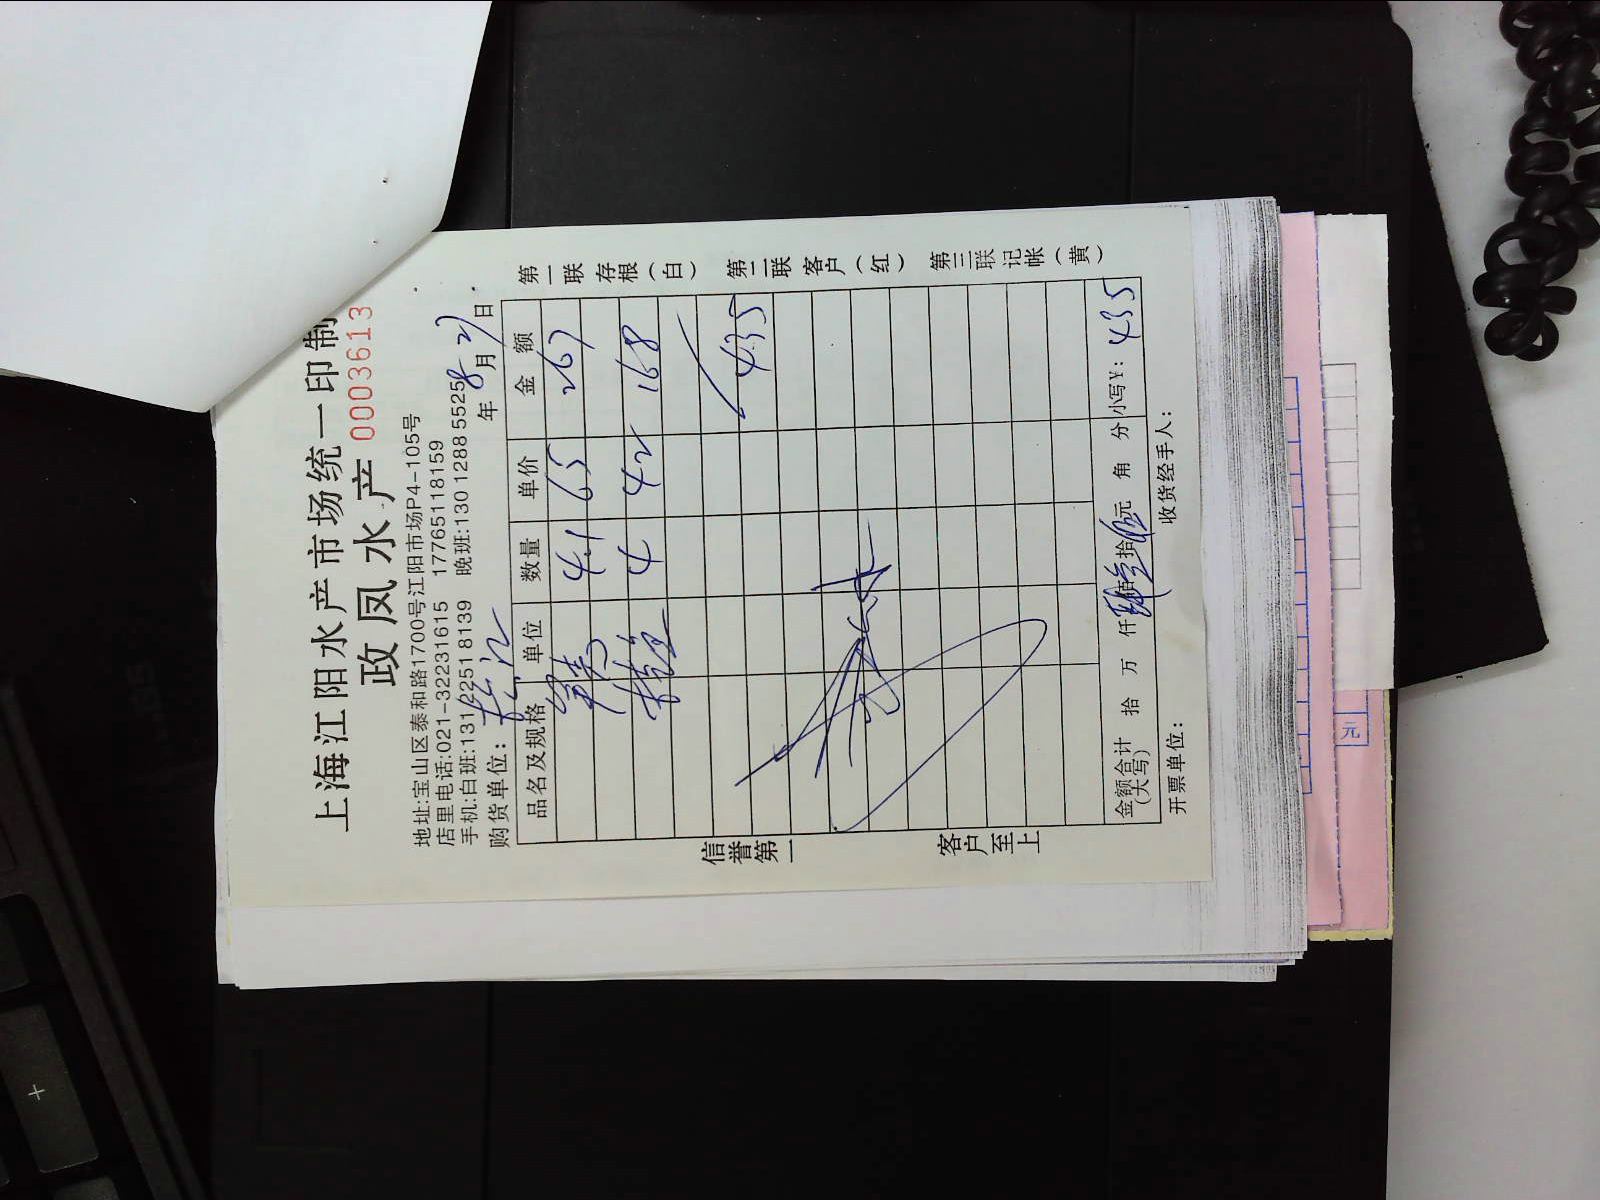 上海江阳水产市场统一印制
政凤水产 0003613
地址:宝山区泰和路1700号江阳市场P4-105号
店里电话:021-32231615 17765118159
手机:白班:13122518139 晚班:130 1288 5525
购货单位: 年 8 月 27 日
品名及规格 单位 数量 单价 金额
4.1 65 267
4 42 168
435
金额合计(大写) 拾 万 仟 佰 拾 元 角 分 小写¥: 435
开票单位: 收货经手人:
信誉第一 客户至上
第一联存根(白) 第二联客户(红) 第三联记帐(黄)
元
+